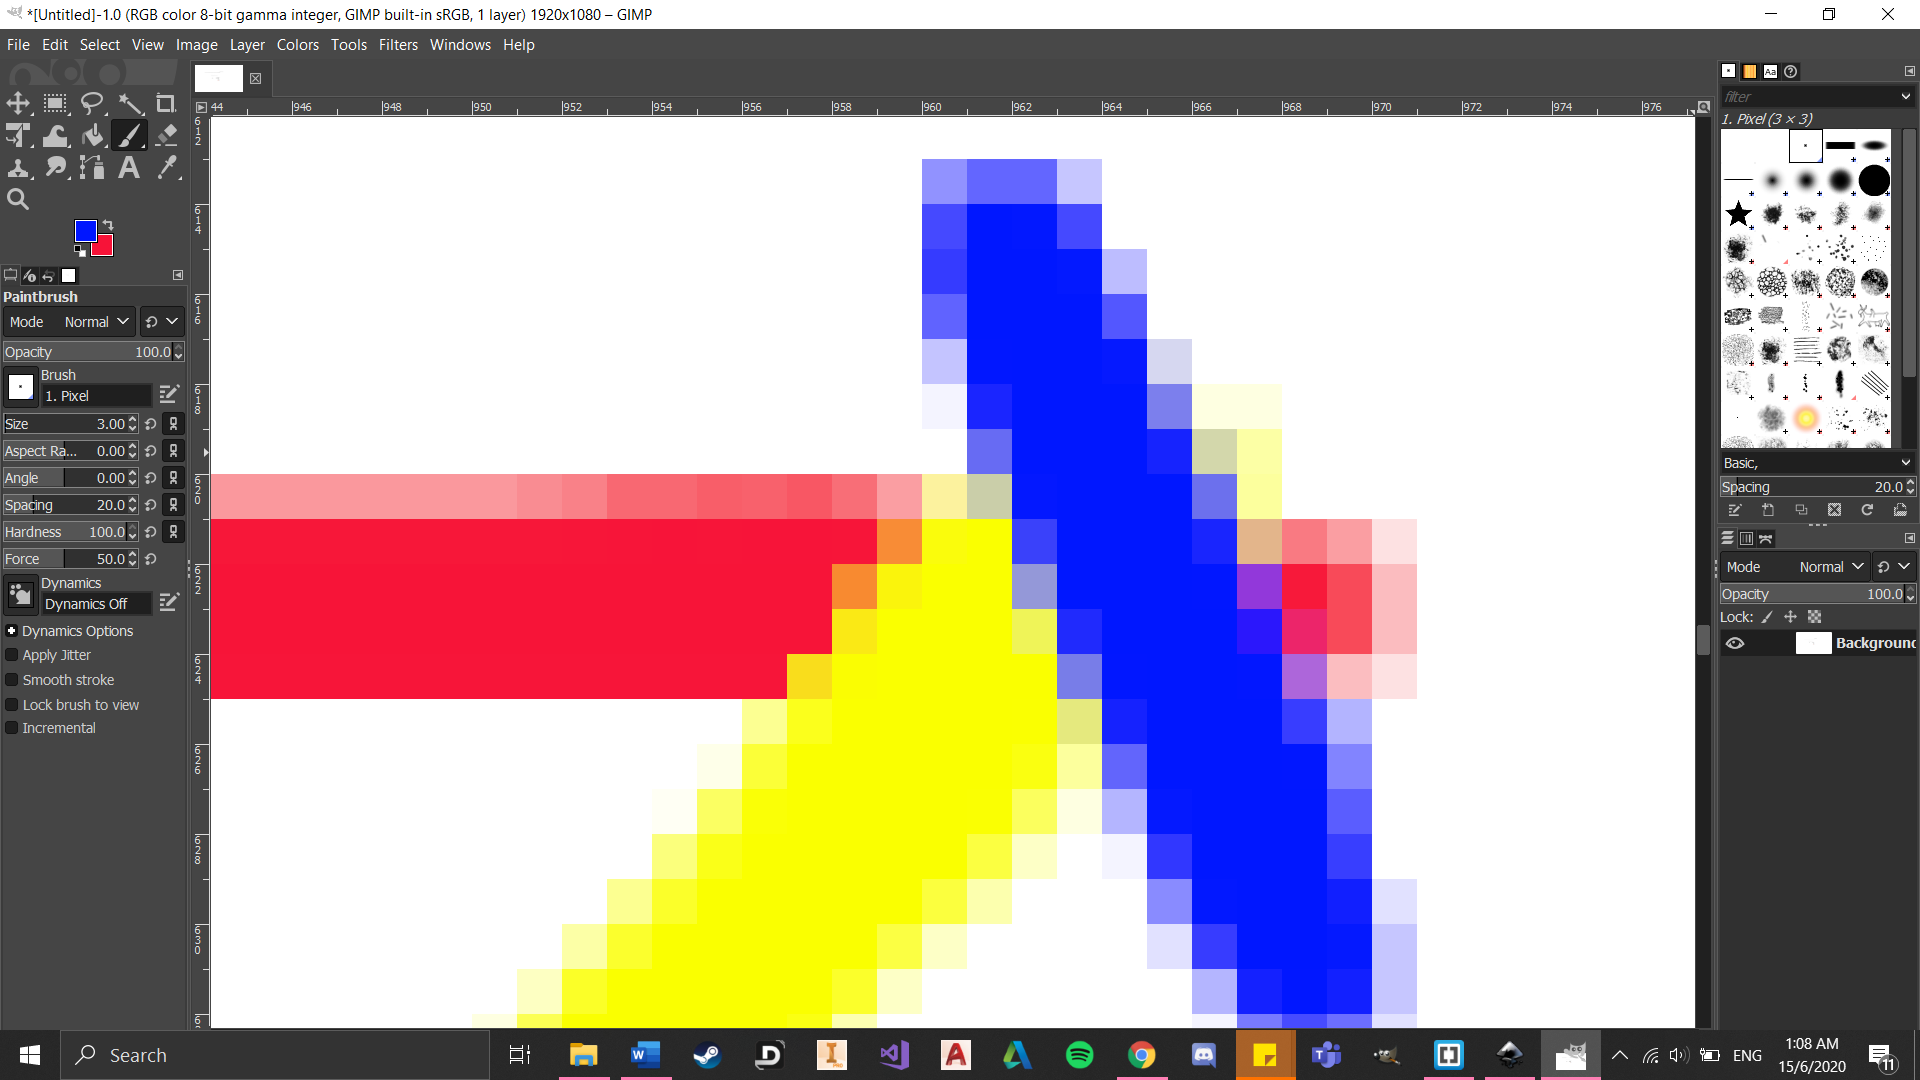 *[Untitled]-1.0 (RGB color 8-bit gamma integer, GIMP built-in sRGB, 1 layer) 1920x1080 – GIMP
File Edit Select View Image Layer Colors Tools Filters Windows Help
44 946 948 950 952 954 956 958 960 962 964 966 968 970 972 974 976
612
614
616
618
620
622
624
626
628
630
Paintbrush
Mode Normal
Opacity 100.0
Brush
1. Pixel
Size 3.00
Aspect Ra... 0.00
Angle 0.00
Spacing 20.0
Hardness 100.0
Force 50.0
Dynamics
Dynamics Off
Dynamics Options
Apply Jitter
Smooth stroke
Lock brush to view
Incremental
Aa
filter
1. Pixel (3 × 3)
Basic,
Spacing 20.0
Mode Normal
Opacity 100.0
Lock:
Background
Search
ENG
1:08 AM
15/6/2020
11